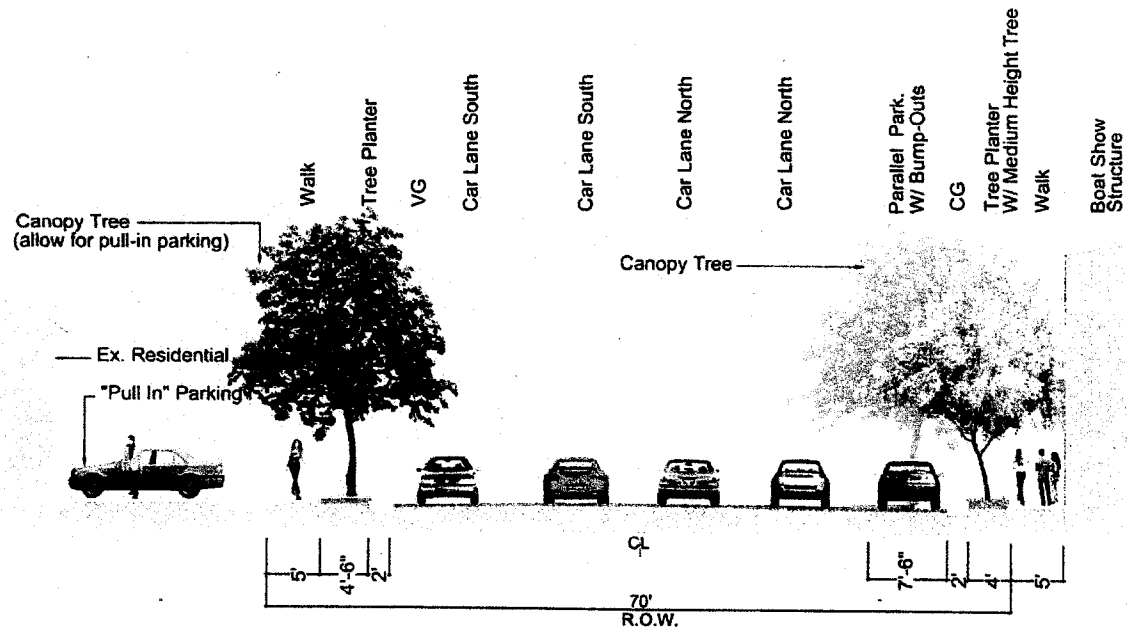 Walk
Tree Planter
VG
Car Lane South
Car Lane South
Car Lane North
Car Lane North
Parallel Park.
W/ Bump-Outs
CG
Tree Planter
W/ Medium Height Tree
Walk
Boat Show
Structure
Canopy Tree
(allow for pull-in parking)
Canopy Tree
Ex. Residential
"Pull In" Parking
CL
5'
4'-6"
2'
7'-6"
2'
4'
5'
70'
R.O.W.